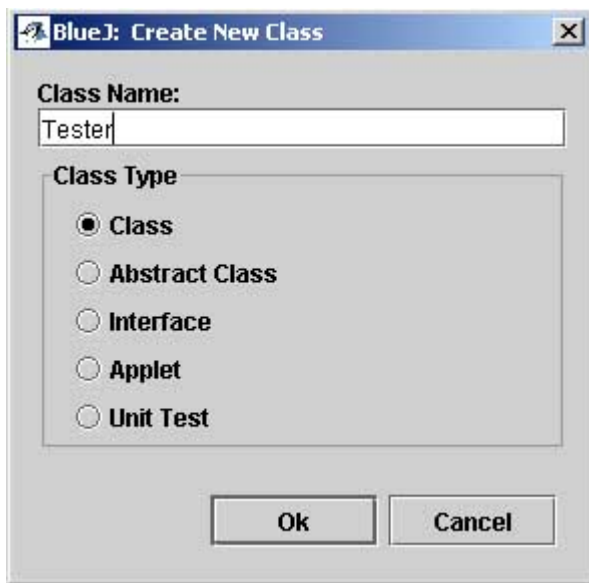 BlueJ: Create New Class
Class Name:
Tester
Class Type
Class
Abstract Class
Interface
Applet
Unit Test
Ok Cancel